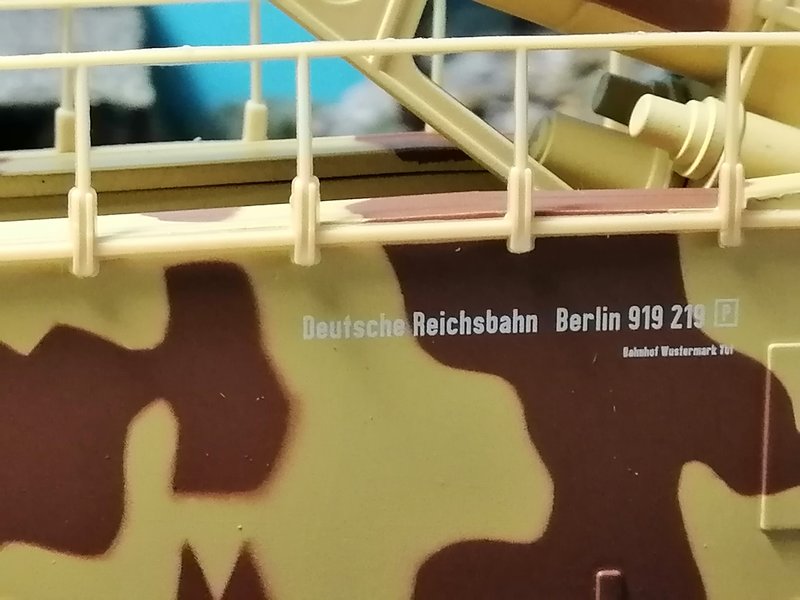 Deutsche Reichsbahn Berlin 919 219 P
Bahnhof Wustermark